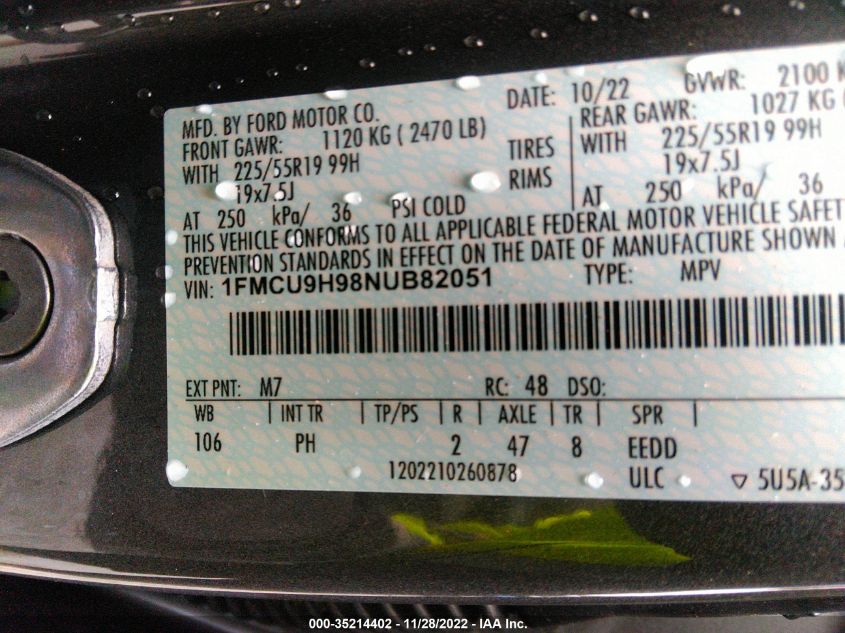 MFD. BY FORD MOTOR CO.
DATE: 10/22
GVWR: 2100 K
FRONT GAWR: 1120 KG ( 2470 LB)
REAR GAWR: 1027 KG (
WITH 225/55R19 99H
TIRES
WITH 225/55R19 99H
19x7.5J
RIMS
19x7.5J
AT 250 kPa/ 36 PSI COLD
AT 250 kPa/ 36
THIS VEHICLE CONFORMS TO ALL APPLICABLE FEDERAL MOTOR VEHICLE SAFETY
PREVENTION STANDARDS IN EFFECT ON THE DATE OF MANUFACTURE SHOWN
VIN: 1FMCU9H98NUB82051
TYPE: MPV
EXT PNT: M7 RC: 48 DSO:
WB | INT TR | TP/PS | R | AXLE | TR | SPR |
106 PH 2 47 8 EEDD
1202210260878 ULC ▽ 5U5A-35
000-35214402 - 11/28/2022 - IAA Inc.